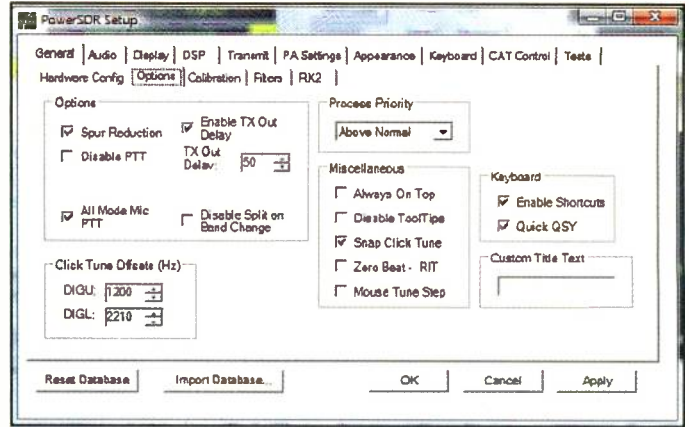 PowerSDR Setup
General Audio Display DSP Transmit PA Settings Appearance Keyboard CAT Control Tests
Hardware Config Options Calibration Filters RX2
Options
Spur Reduction
Enable TX Out Delay
Disable PTT
TX Out Delay: 50
All Mode Mic PTT
Disable Split on Band Change
Click Tune Offsets (Hz)
DIGU: 1200
DIGL: 2210
Process Priority
Above Normal
Miscellaneous
Always On Top
Disable ToolTips
Snap Click Tune
Zero Beat - RIT
Mouse Tune Step
Keyboard
Enable Shortcuts
Quick QSY
Custom Title Text
Reset Database Import Database... OK Cancel Apply